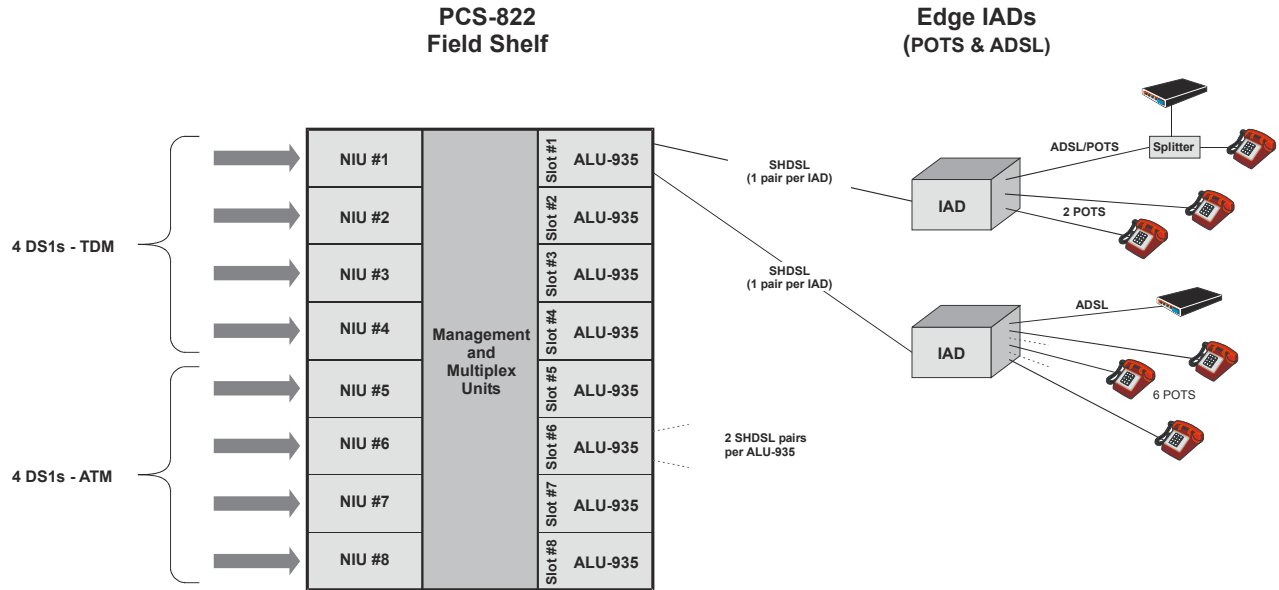 PCS-822
Field Shelf
Edge IADs
(POTS & ADSL)
4 DS1s - TDM
4 DS1s - ATM
NIU #1
NIU #2
NIU #3
NIU #4
NIU #5
NIU #6
NIU #7
NIU #8
Management
and
Multiplex
Units
Slot #1
ALU-935
Slot #2
ALU-935
Slot #3
ALU-935
Slot #4
ALU-935
Slot #5
ALU-935
Slot #6
ALU-935
Slot #7
ALU-935
Slot #8
ALU-935
SHDSL
(1 pair per IAD)
SHDSL
(1 pair per IAD)
2 SHDSL pairs
per ALU-935
IAD
ADSL/POTS
Splitter
2 POTS
IAD
ADSL
6 POTS